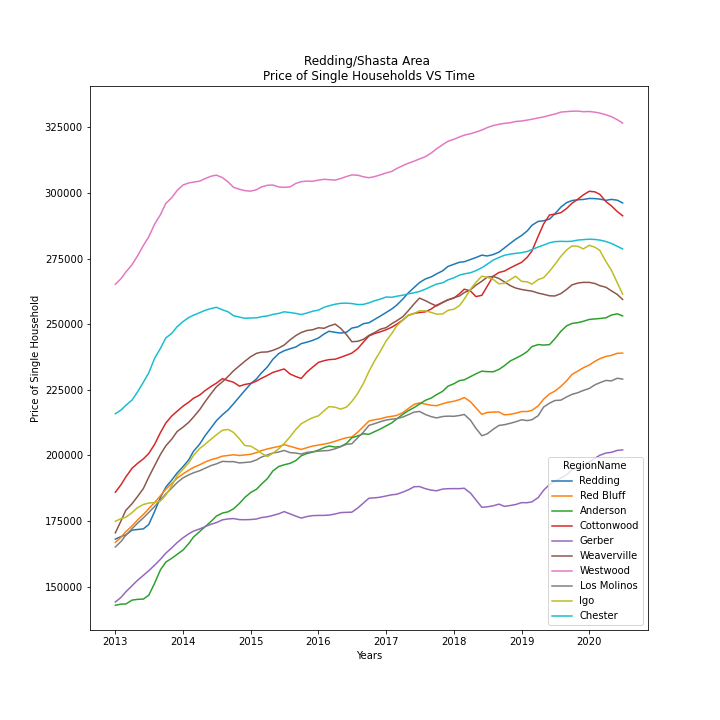 Redding/Shasta Area
Price of Single Households VS Time
Price of Single Household
325000
300000
275000
250000
225000
200000
175000
150000
2013 2014 2015 2016 2017 2018 2019 2020
Years
RegionName
Redding
Red Bluff
Anderson
Cottonwood
Gerber
Weaverville
Westwood
Los Molinos
Igo
Chester